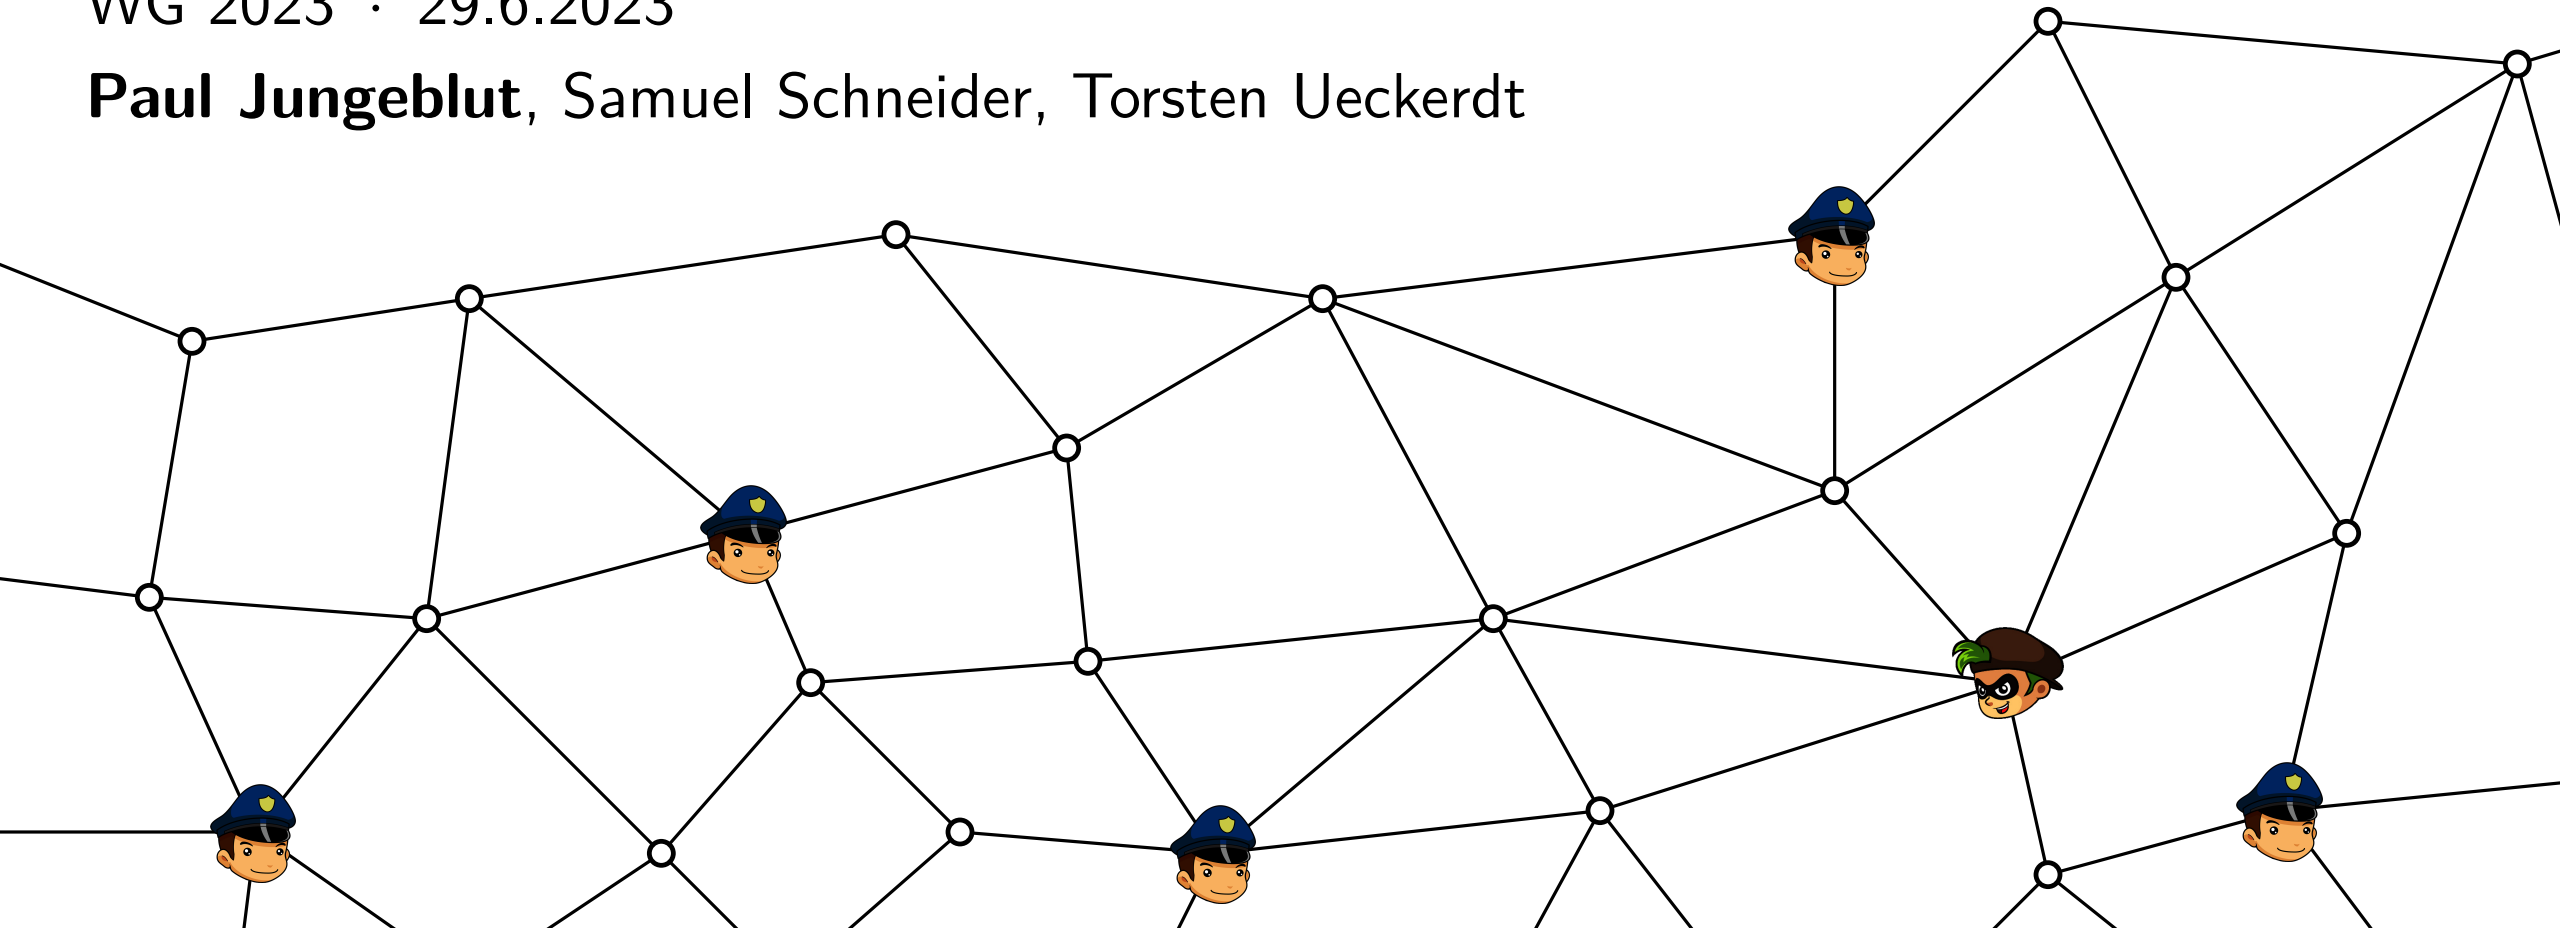 WG 2023 · 29.6.2023
Paul Jungeblut, Samuel Schneider, Torsten Ueckerdt